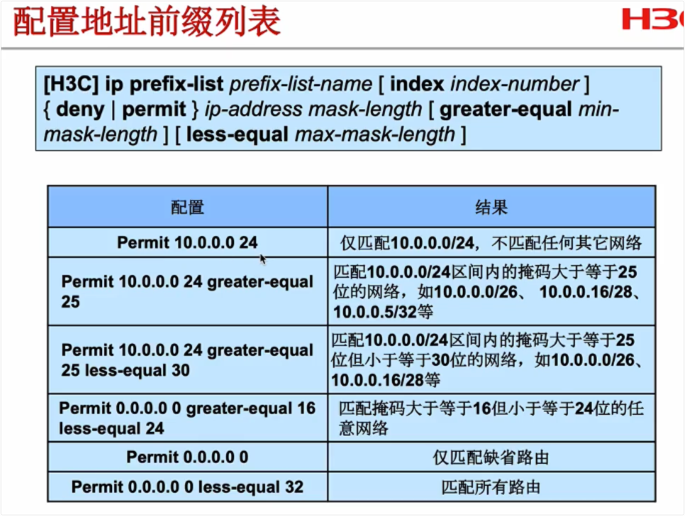 配置地址前缀列表
H3C
[H3C] ip prefix-list prefix-list-name [ index index-number ]
{ deny | permit } ip-address mask-length [ greater-equal min-
mask-length ] [ less-equal max-mask-length ]
配置
结果
Permit 10.0.0.0 24
仅匹配10.0.0.0/24，不匹配任何其它网络
Permit 10.0.0.0 24 greater-equal
25
匹配10.0.0.0/24区间内的掩码大于等于25
位的网络，如10.0.0.0/26、 10.0.0.16/28、
10.0.0.5/32等
Permit 10.0.0.0 24 greater-equal
25 less-equal 30
匹配10.0.0.0/24区间内的掩码大于等于25
位但小于等于30位的网络，如10.0.0.0/26、
10.0.0.16/28等
Permit 0.0.0.0 0 greater-equal 16
less-equal 24
匹配掩码大于等于16但小于等于24位的任
意网络
Permit 0.0.0.0 0
仅匹配缺省路由
Permit 0.0.0.0 0 less-equal 32
匹配所有路由